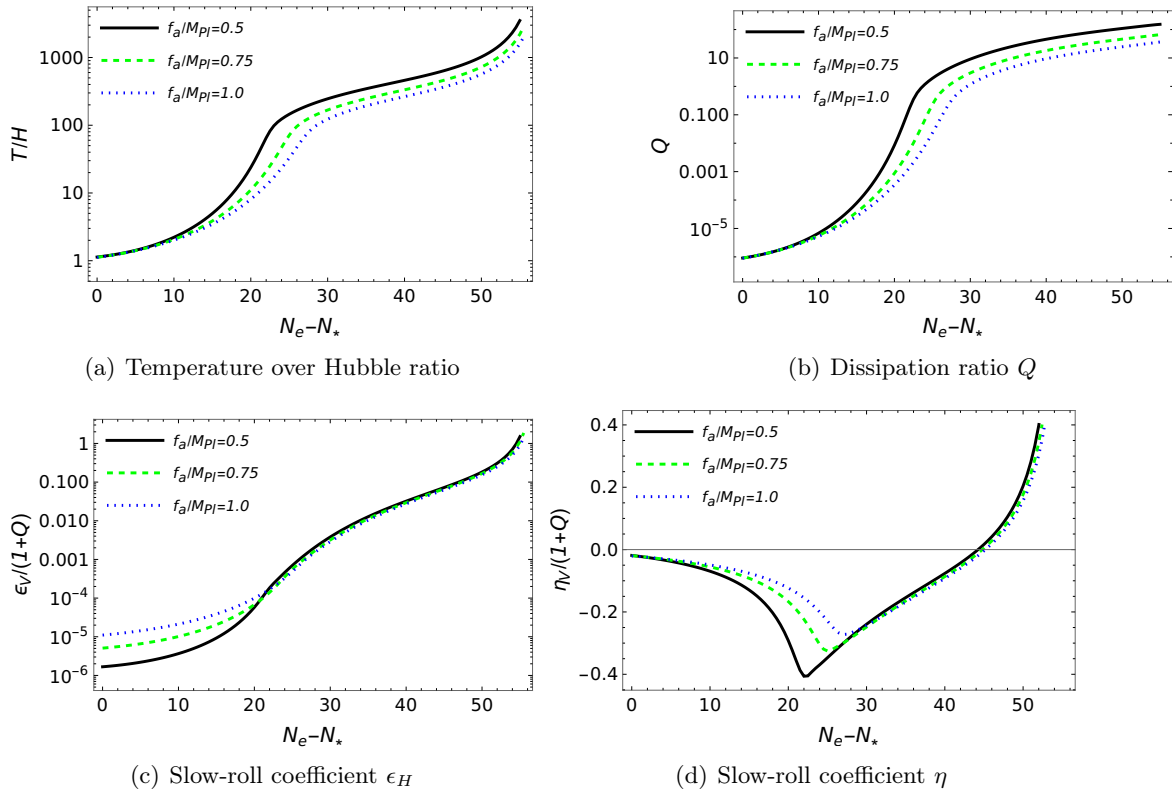 f_a/M_Pl=0.5
f_a/M_Pl=0.75
f_a/M_Pl=1.0
1000
100
10
1
T/H
0 10 20 30 40 50
N_e–N_*
(a) Temperature over Hubble ratio
f_a/M_Pl=0.5
f_a/M_Pl=0.75
f_a/M_Pl=1.0
10
0.100
0.001
10^-5
Q
0 10 20 30 40 50
N_e–N_*
(b) Dissipation ratio Q
f_a/M_Pl=0.5
f_a/M_Pl=0.75
f_a/M_Pl=1.0
1
0.100
0.010
0.001
10^-4
10^-5
10^-6
ϵ_V/(1+Q)
0 10 20 30 40 50
N_e–N_*
(c) Slow-roll coefficient ϵ_H
f_a/M_Pl=0.5
f_a/M_Pl=0.75
f_a/M_Pl=1.0
0.4
0.2
0.0
−0.2
−0.4
η_V/(1+Q)
0 10 20 30 40 50
N_e–N_*
(d) Slow-roll coefficient η